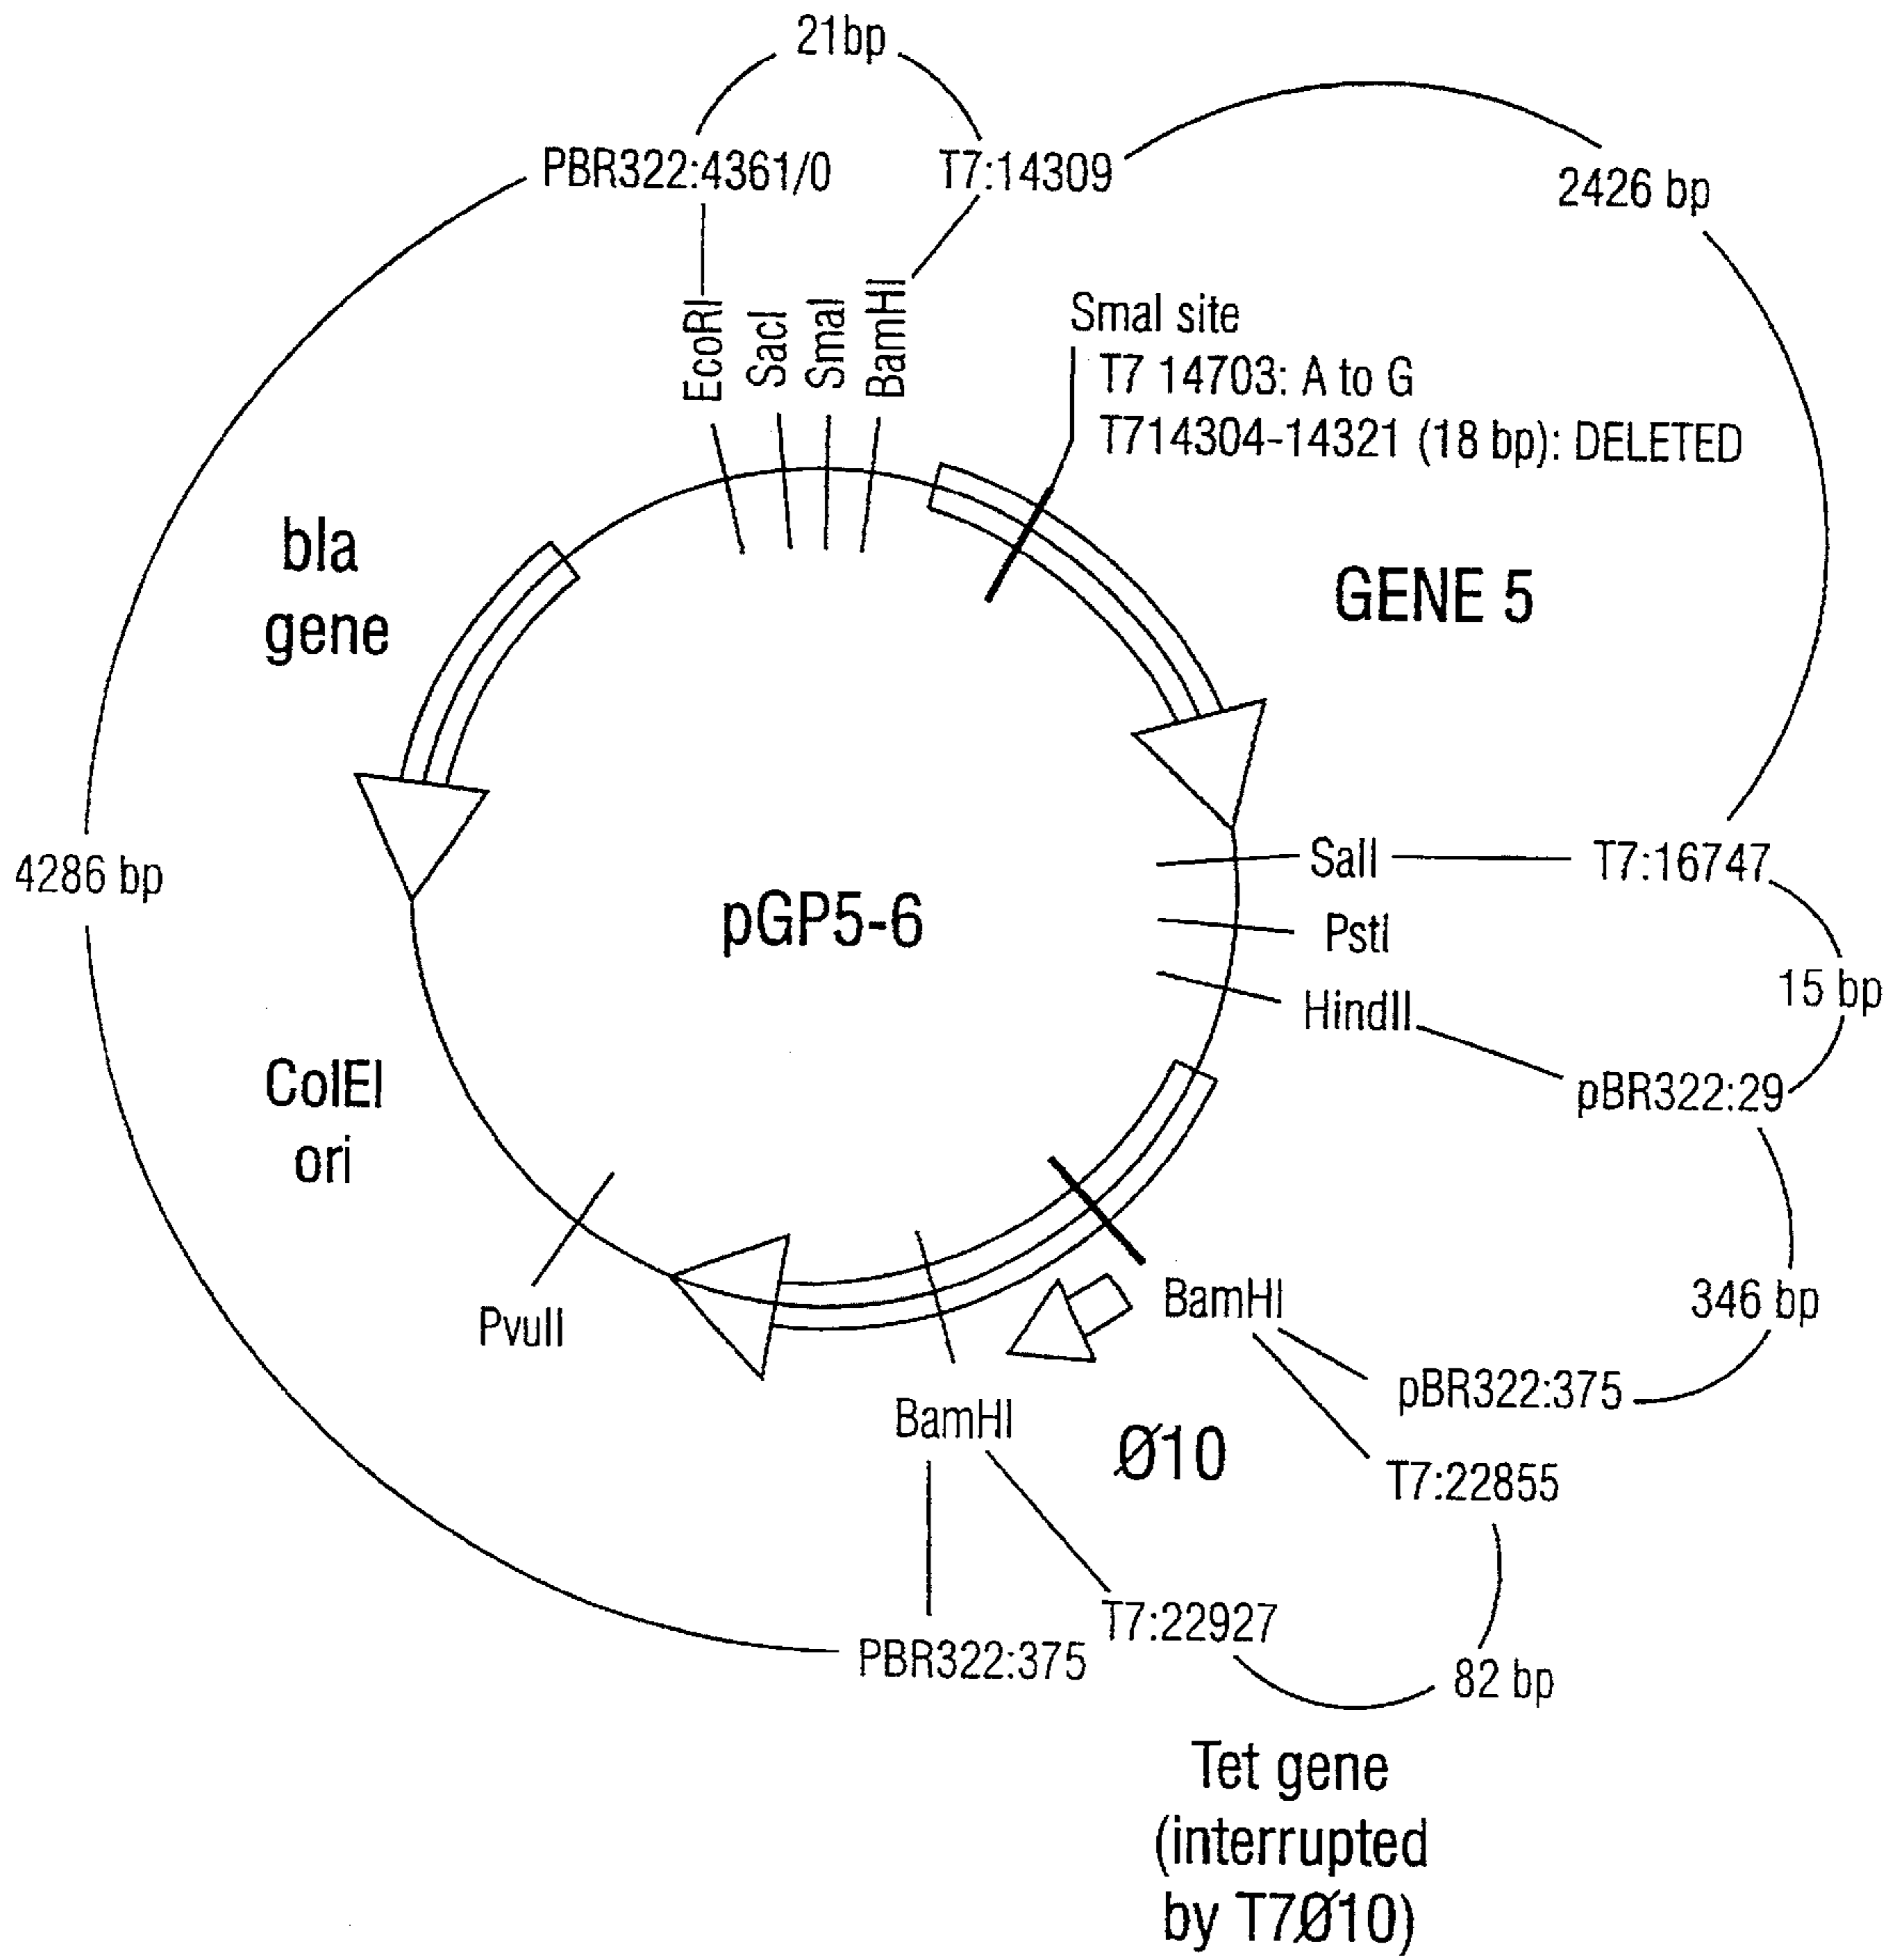 21bp
PBR322:4361/0
T7:14309
2426 bp
EcoRI
SacI
SmaI
BamHI
SmaI site
T7 14703: A to G
T714304-14321 (18 bp): DELETED
bla
gene
GENE 5
4286 bp
pGP5-6
SalI
T7:16747
PstI
15 bp
HindII
pBR322:29
ColEI
ori
346 bp
PvuII
BamHI
pBR322:375
BamHI
Ø10
T7:22855
T7:22927
PBR322:375
82 bp
Tet gene
(interrupted
by T7Ø10)